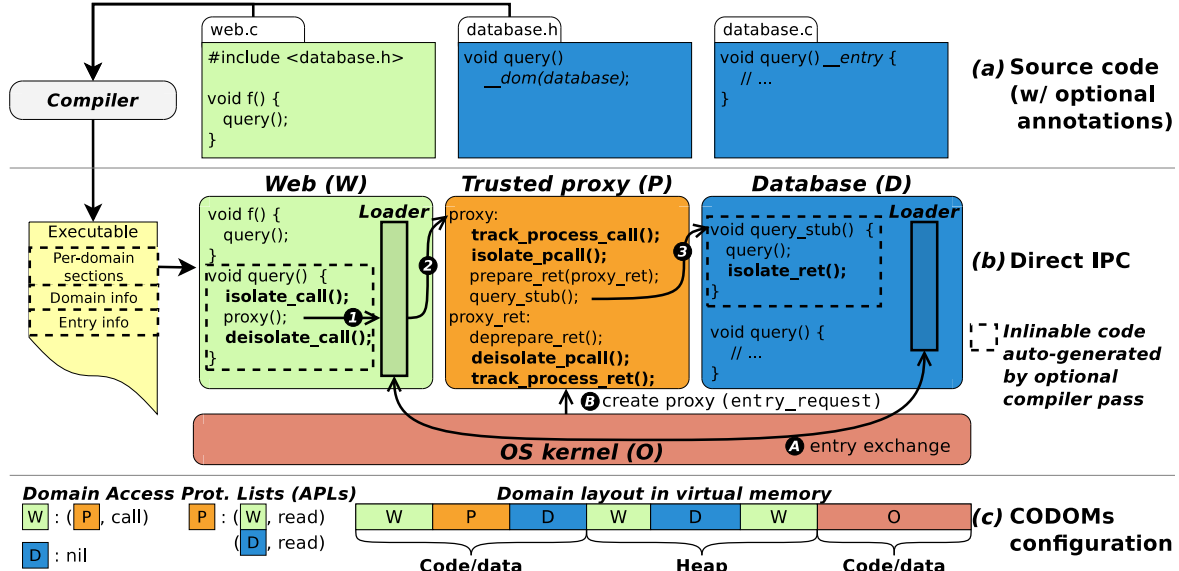 web.c
#include <database.h>
void f() {
query();
}
database.h
void query()
__dom(database);
database.c
void query() __entry {
// ...
}
(a) Source code
(w/ optional
annotations)
Compiler
Executable
Per-domain
sections
Domain info
Entry info
Web (W)
void f() {
query();
}
void query() {
isolate_call();
proxy();
deisolate_call();
}
Loader
1
2
Trusted proxy (P)
proxy:
track_process_call();
isolate_pcall();
prepare_ret(proxy_ret);
query_stub();
proxy_ret:
deprepare_ret();
deisolate_pcall();
track_process_ret();
3
Database (D)
void query_stub() {
query();
isolate_ret();
}
void query() {
// ...
}
Loader
(b) Direct IPC
Inlinable code
auto-generated
by optional
compiler pass
B create proxy (entry_request)
OS kernel (O)
A entry exchange
Domain Access Prot. Lists (APLs)
W : (P, call)
D : nil
P : (W, read)
(D, read)
Domain layout in virtual memory
W P D W D W O
Code/data Heap Code/data
(c) CODOMs
configuration